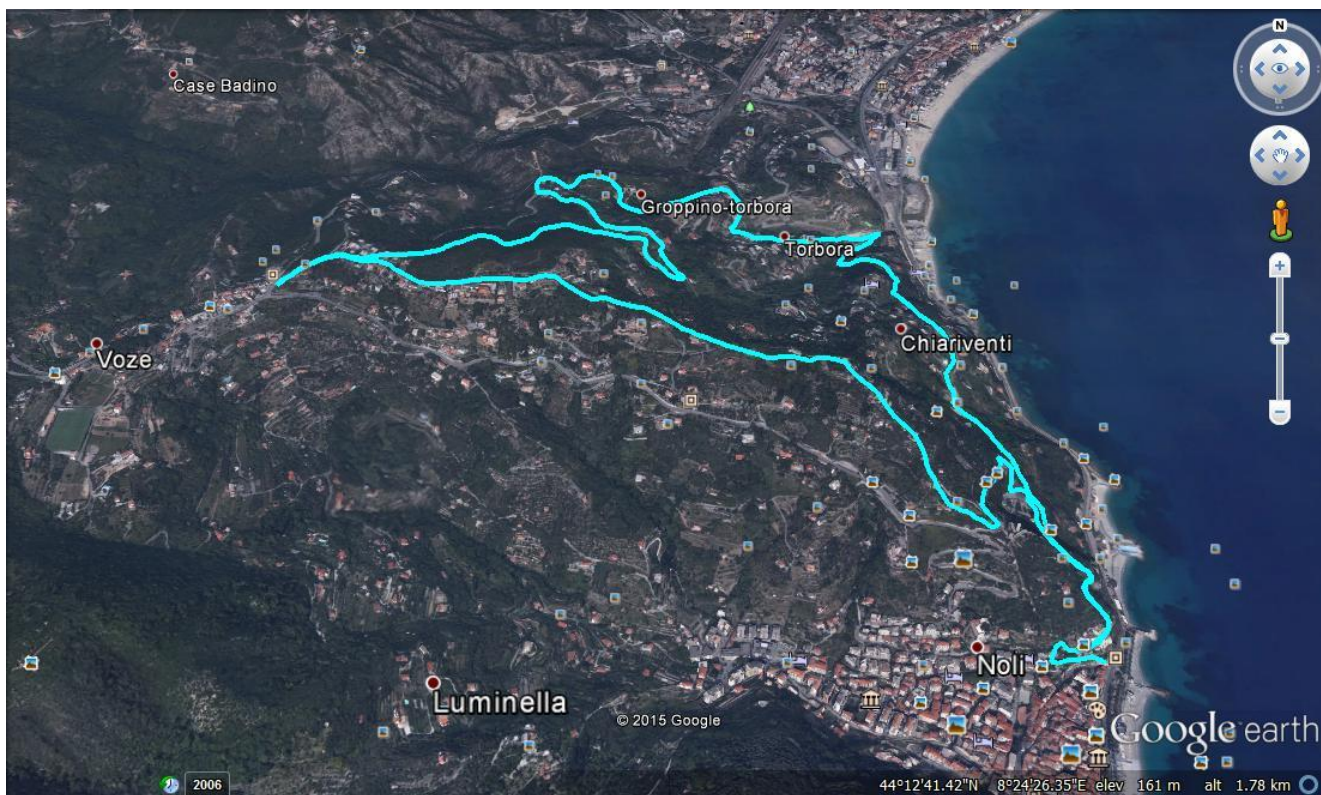 N
Case Badino
Groppino-torbora
Torbora
Chiariventi
Voze
Noli
Luminella
© 2015 Google
Google earth
2006
44°12'41.42"N 8°24'26.35"E elev 161 m alt 1.78 km